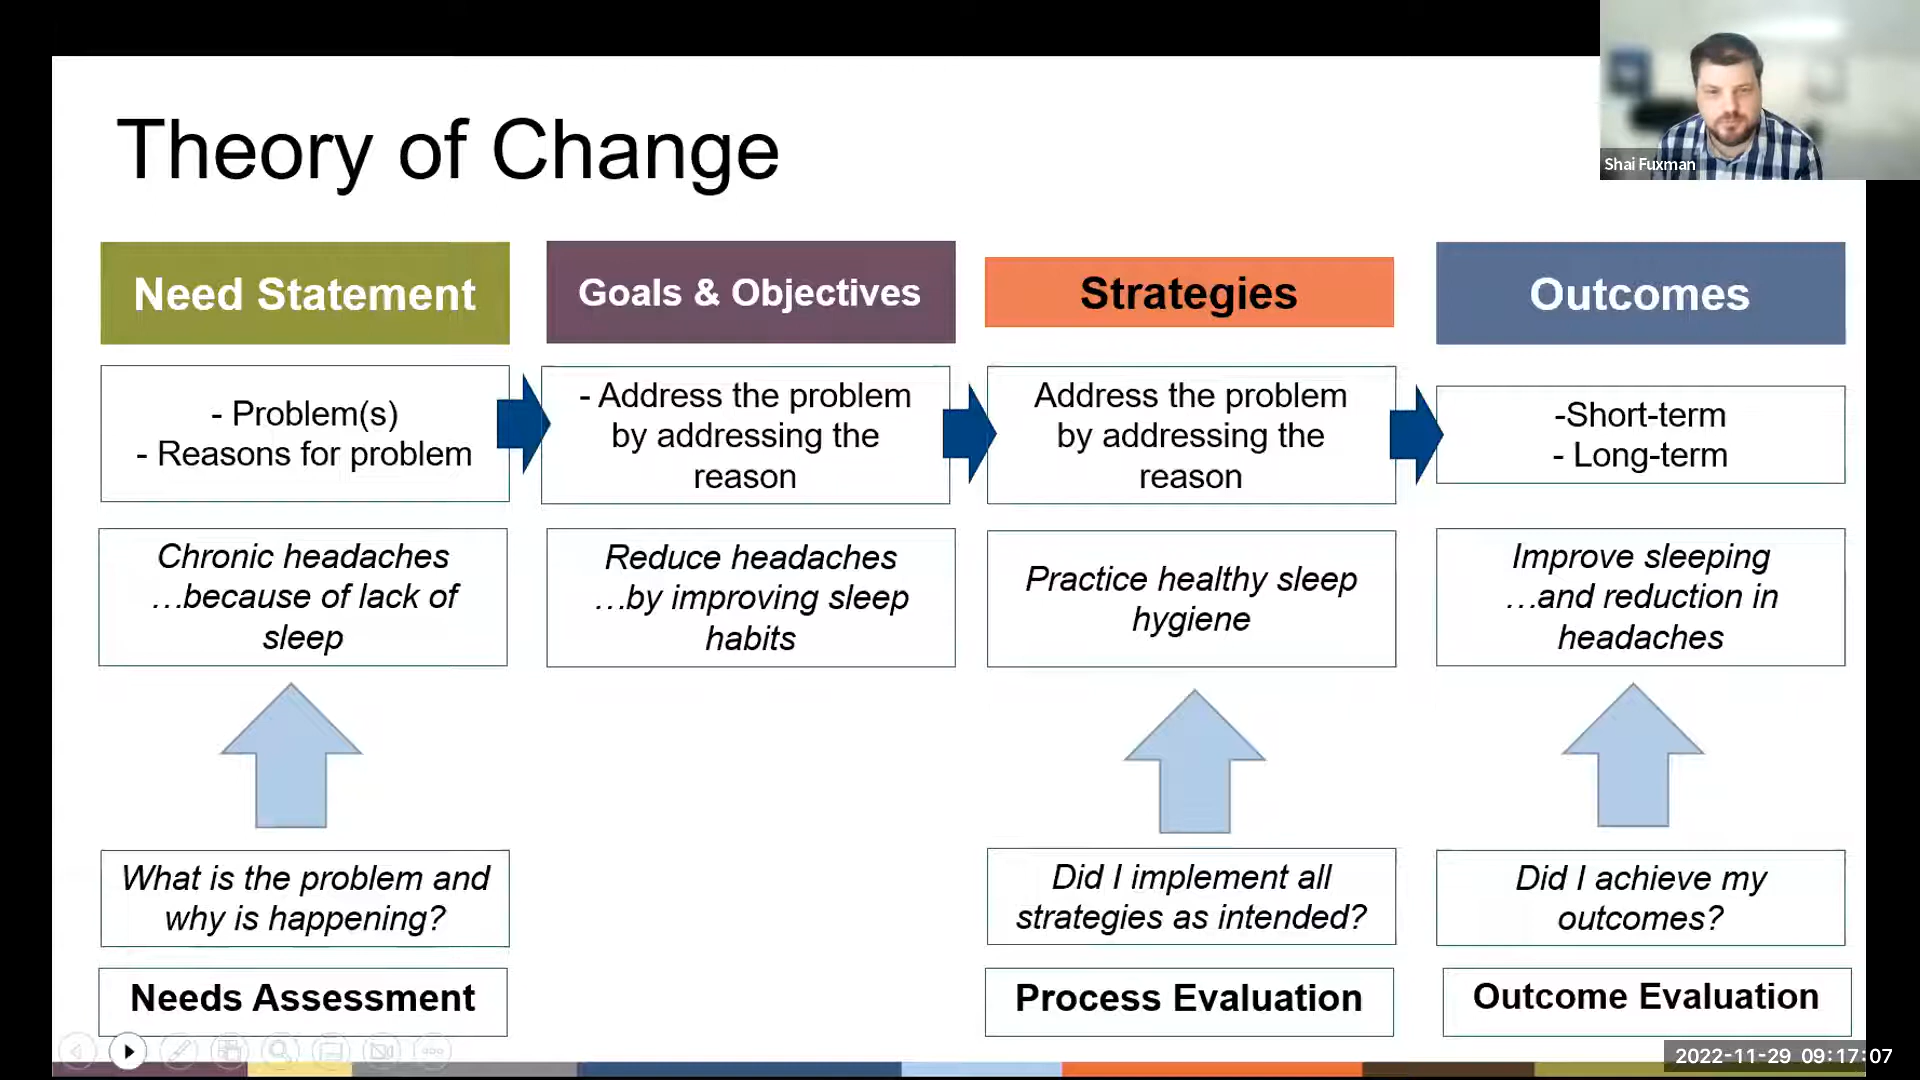 Theory of Change
Shai Fuxman
Need Statement
Goals & Objectives
Strategies
Outcomes
- Problem(s)
- Reasons for problem
- Address the problem
by addressing the
reason
Address the problem
by addressing the
reason
-Short-term
- Long-term
Chronic headaches
…because of lack of
sleep
Reduce headaches
…by improving sleep
habits
Practice healthy sleep
hygiene
Improve sleeping
…and reduction in
headaches
What is the problem and
why is happening?
Did I implement all
strategies as intended?
Did I achieve my
outcomes?
Needs Assessment
Process Evaluation
Outcome Evaluation
2022-11-29 09:17:07